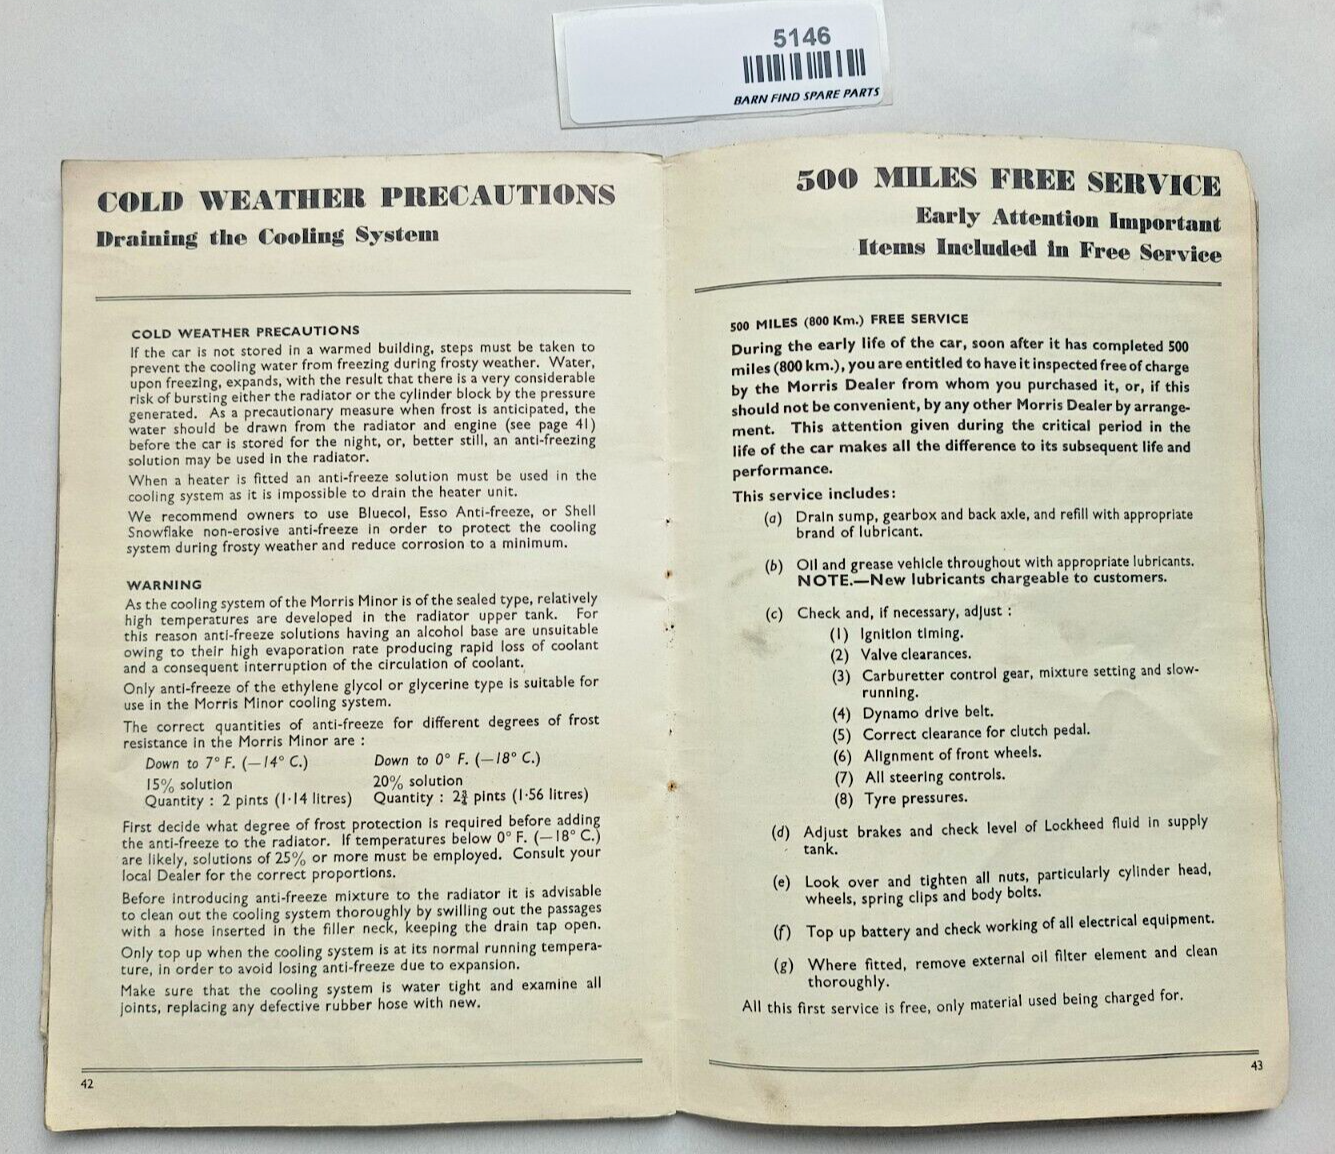 5146
BARN FIND SPARE PARTS
COLD WEATHER PRECAUTIONS
Draining the Cooling System
COLD WEATHER PRECAUTIONS
If the car is not stored in a warmed building, steps must be taken to
prevent the cooling water from freezing during frosty weather. Water,
upon freezing, expands, with the result that there is a very considerable
risk of bursting either the radiator or the cylinder block by the pressure
generated. As a precautionary measure when frost is anticipated, the
water should be drawn from the radiator and engine (see page 41)
before the car is stored for the night, or, better still, an anti-freezing
solution may be used in the radiator.
When a heater is fitted an anti-freeze solution must be used in the
cooling system as it is impossible to drain the heater unit.
We recommend owners to use Bluecol, Esso Anti-freeze, or Shell
Snowflake non-erosive anti-freeze in order to protect the cooling
system during frosty weather and reduce corrosion to a minimum.
WARNING
As the cooling system of the Morris Minor is of the sealed type, relatively
high temperatures are developed in the radiator upper tank. For
this reason anti-freeze solutions having an alcohol base are unsuitable
owing to their high evaporation rate producing rapid loss of coolant
and a consequent interruption of the circulation of coolant.
Only anti-freeze of the ethylene glycol or glycerine type is suitable for
use in the Morris Minor cooling system.
The correct quantities of anti-freeze for different degrees of frost
resistance in the Morris Minor are :
Down to 7° F. (—14° C.) Down to 0° F. (—18° C.)
15% solution 20% solution
Quantity : 2 pints (1·14 litres) Quantity : 2¾ pints (1·56 litres)
First decide what degree of frost protection is required before adding
the anti-freeze to the radiator. If temperatures below 0° F. (—18° C.)
are likely, solutions of 25% or more must be employed. Consult your
local Dealer for the correct proportions.
Before introducing anti-freeze mixture to the radiator it is advisable
to clean out the cooling system thoroughly by swilling out the passages
with a hose inserted in the filler neck, keeping the drain tap open.
Only top up when the cooling system is at its normal running tempera-
ture, in order to avoid losing anti-freeze due to expansion.
Make sure that the cooling system is water tight and examine all
joints, replacing any defective rubber hose with new.
42
500 MILES FREE SERVICE
Early Attention Important
Items Included in Free Service
500 MILES (800 Km.) FREE SERVICE
During the early life of the car, soon after it has completed 500
miles (800 km.), you are entitled to have it inspected free of charge
by the Morris Dealer from whom you purchased it, or, if this
should not be convenient, by any other Morris Dealer by arrange-
ment. This attention given during the critical period in the
life of the car makes all the difference to its subsequent life and
performance.
This service includes:
(a) Drain sump, gearbox and back axle, and refill with appropriate
brand of lubricant.
(b) Oil and grease vehicle throughout with appropriate lubricants.
NOTE.—New lubricants chargeable to customers.
(c) Check and, if necessary, adjust :
(1) Ignition timing.
(2) Valve clearances.
(3) Carburetter control gear, mixture setting and slow-
running.
(4) Dynamo drive belt.
(5) Correct clearance for clutch pedal.
(6) Alignment of front wheels.
(7) All steering controls.
(8) Tyre pressures.
(d) Adjust brakes and check level of Lockheed fluid in supply
tank.
(e) Look over and tighten all nuts, particularly cylinder head,
wheels, spring clips and body bolts.
(f) Top up battery and check working of all electrical equipment.
(g) Where fitted, remove external oil filter element and clean
thoroughly.
All this first service is free, only material used being charged for.
43